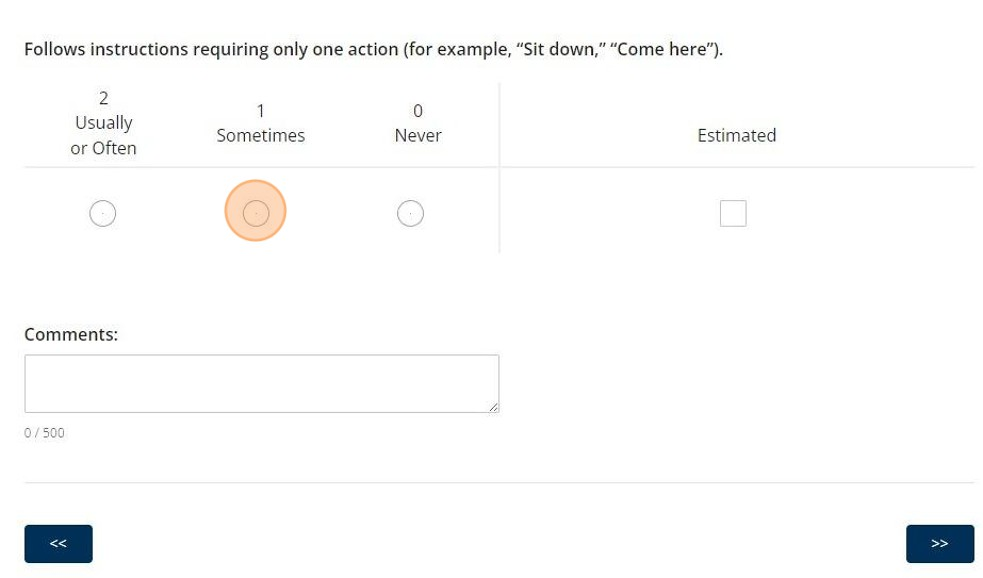 Follows instructions requiring only one action (for example, “Sit down,” “Come here”).
2
Usually
or Often
1
Sometimes
0
Never
Estimated
Comments:
0 / 500
<<
>>